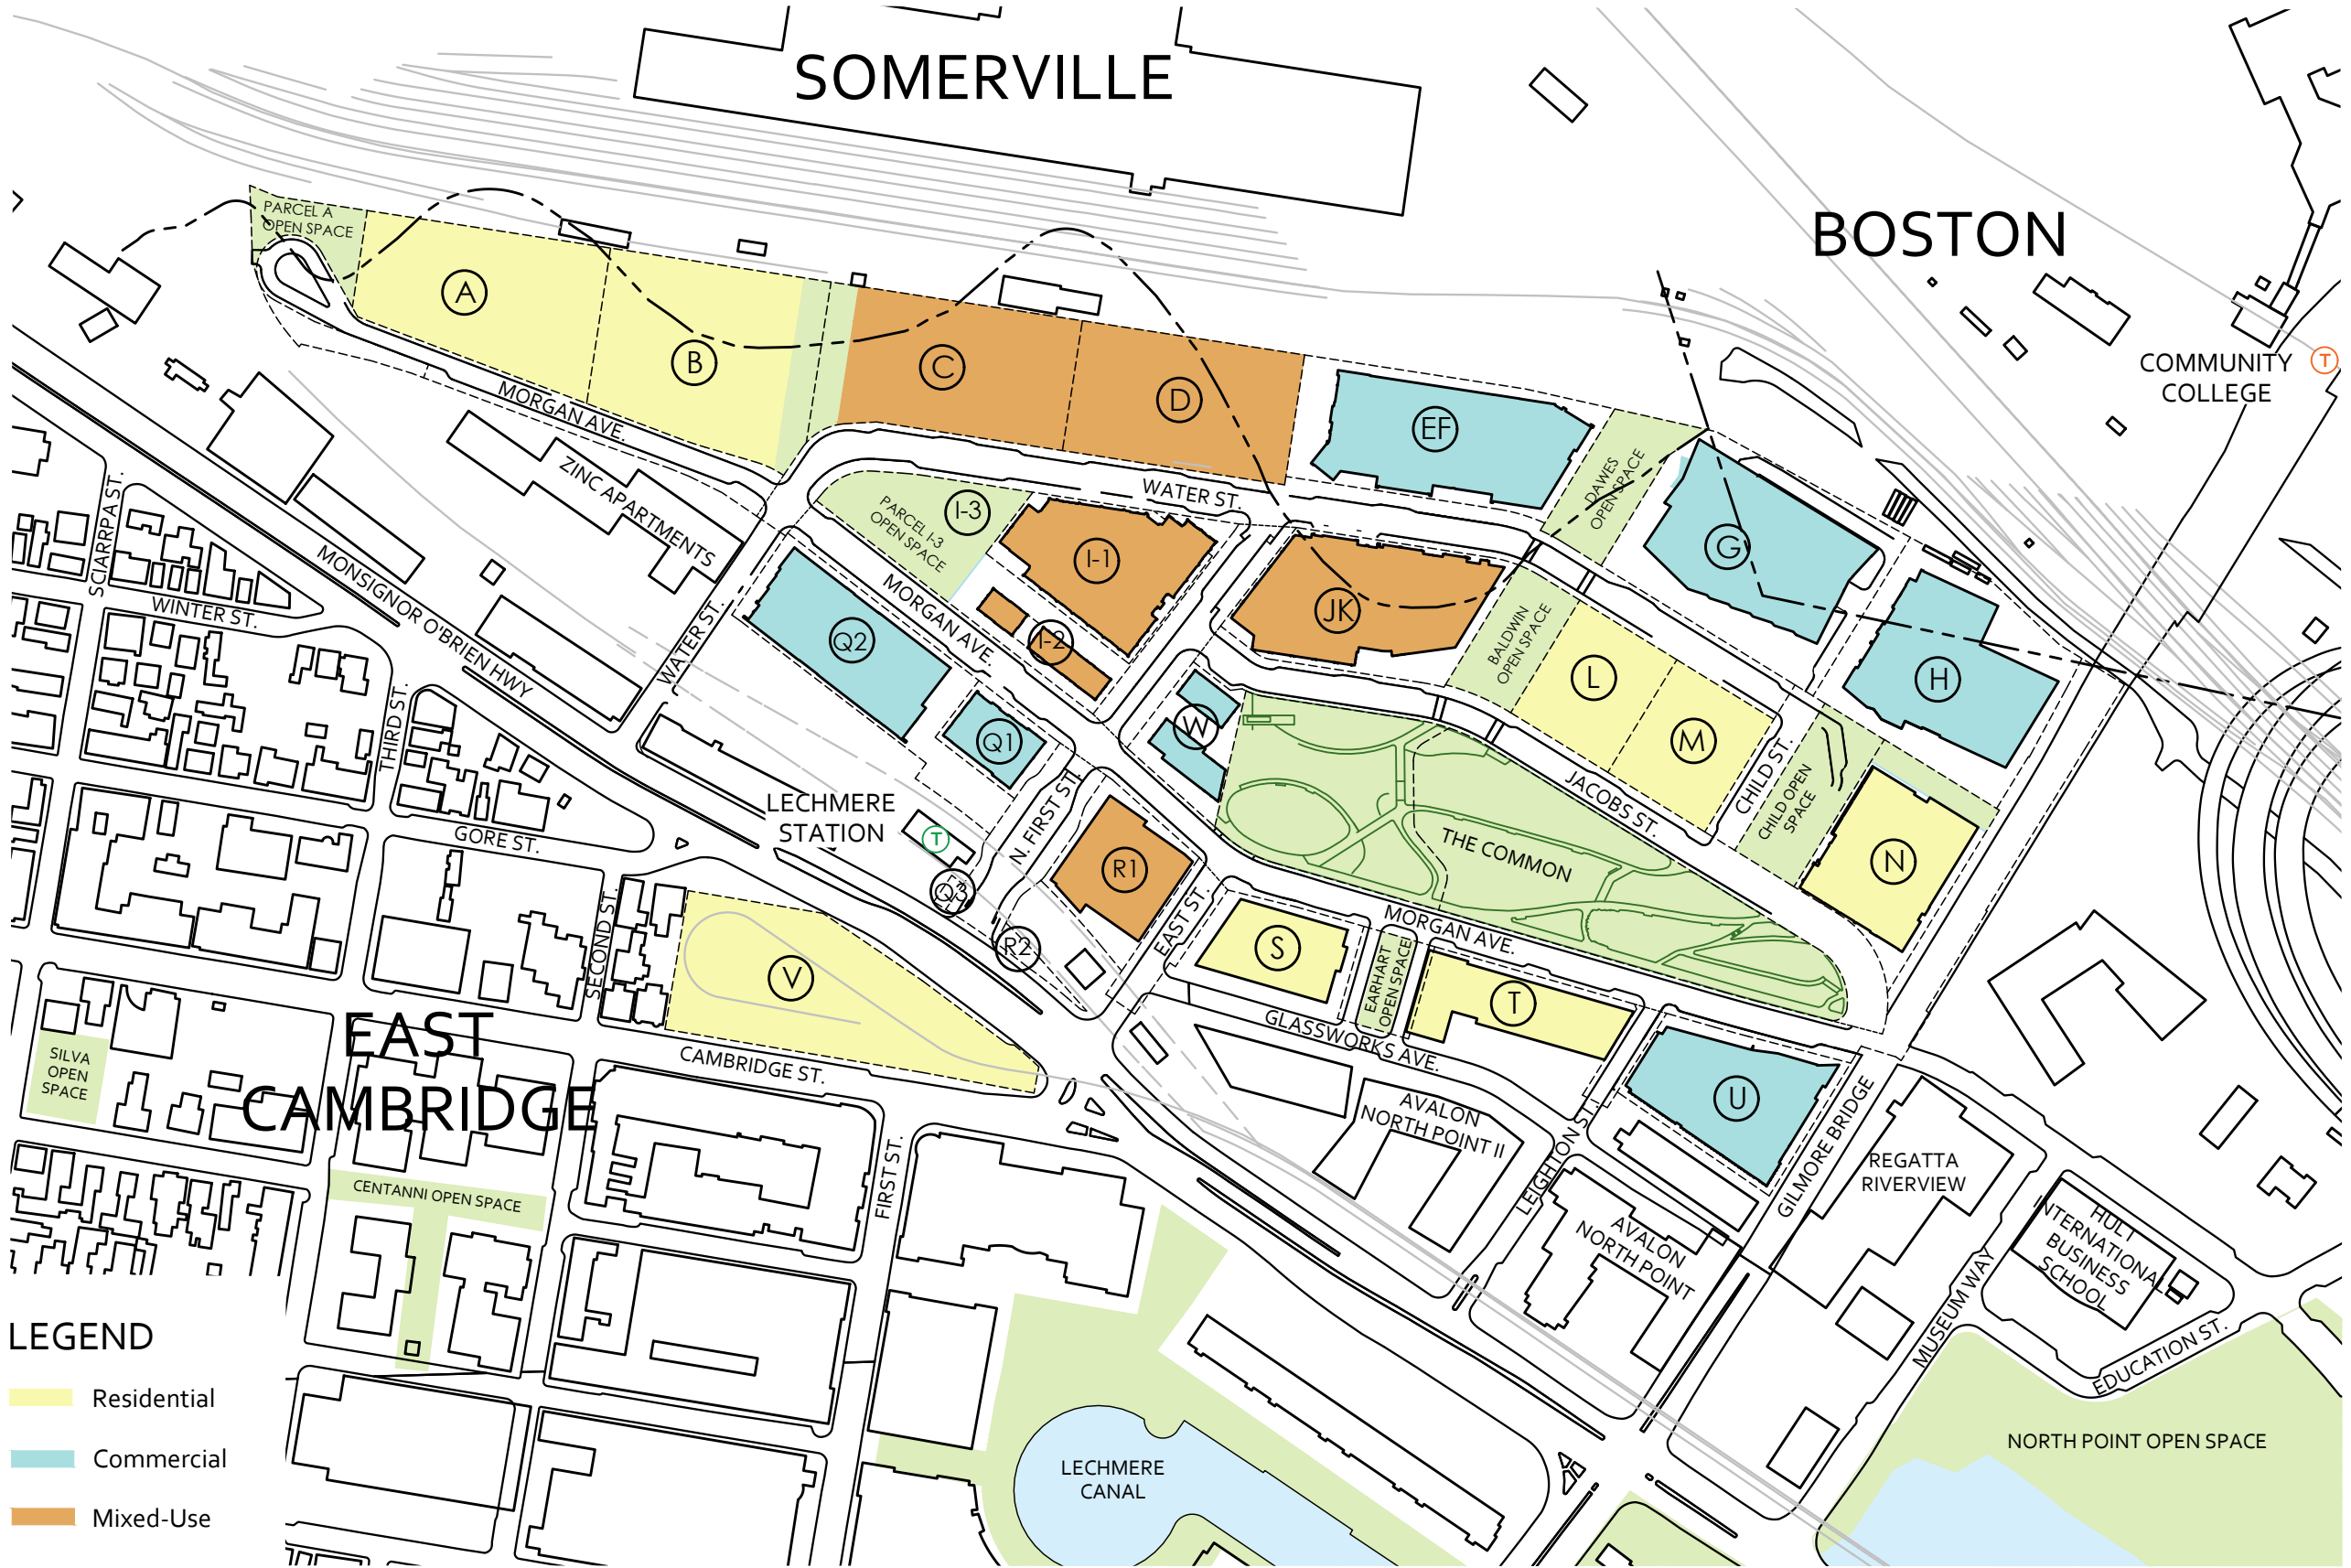 SOMERVILLE
BOSTON
PARCEL A
OPEN SPACE
A
B
C
D
EF
COMMUNITY
COLLEGE
T
MORGAN AVE.
ZINC APARTMENTS
WATER ST.
DAWES
OPEN SPACE
G
I-3
PARCEL I-3
OPEN SPACE
I-1
JK
SCIARPA ST.
WINTER ST.
MONSIGNOR O'BRIEN HWY
WATER ST.
Q2
MORGAN AVE.
I-2
BALDWIN
OPEN SPACE
L
H
M
W
Q1
THIRD ST.
CHILD ST.
JACOBS ST.
CHILD OPEN
SPACE
LECHMERE
STATION
T
N. FIRST ST.
GORE ST.
THE COMMON
N
R1
Q3
R2
EAST ST.
MORGAN AVE.
S
EARHART
OPEN SPACE
T
SECOND ST.
V
GLASSWORKS AVE.
EAST
CAMBRIDGE
SILVA
OPEN
SPACE
CAMBRIDGE ST.
U
AVALON
NORTH POINT II
LEIGHTON ST.
GILMORE BRIDGE
REGATTA
RIVERVIEW
FIRST ST.
CENTANNI OPEN SPACE
AVALON
NORTH POINT
HULT
INTERNATIONAL
BUSINESS
SCHOOL
MUSEUM WAY
EDUCATION ST.
LEGEND
Residential
Commercial
Mixed-Use
LECHMERE
CANAL
NORTH POINT OPEN SPACE